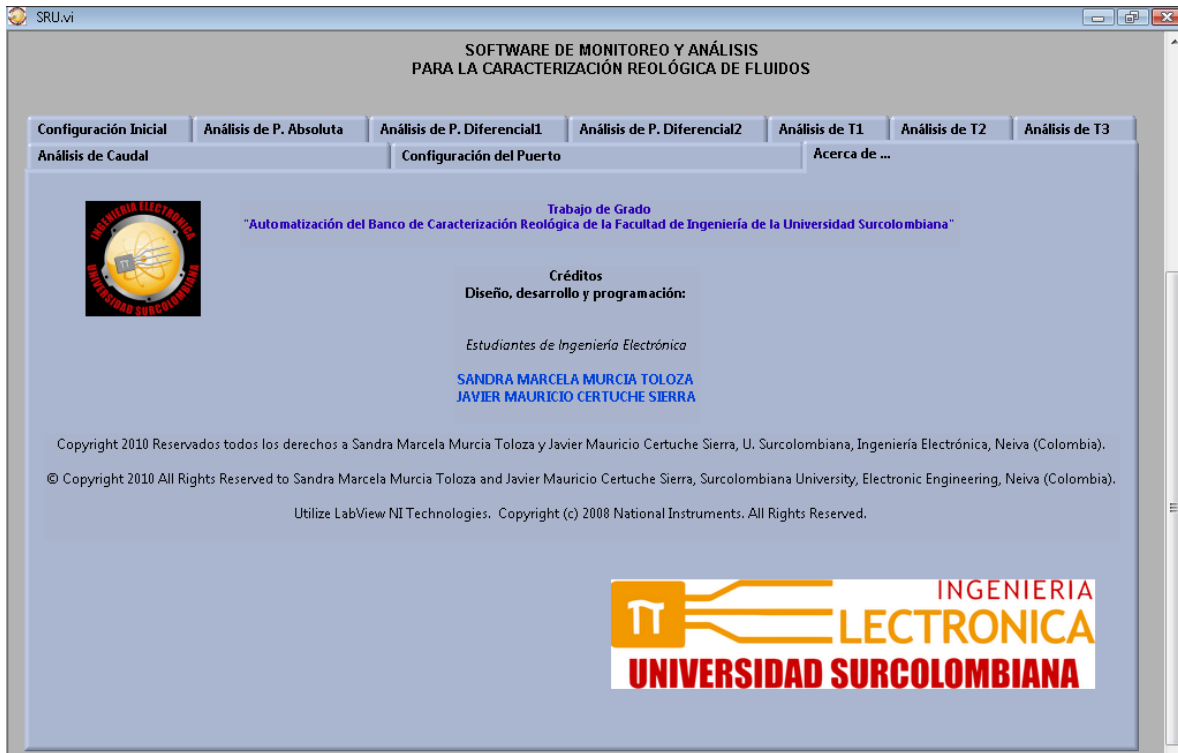 SRU.vi
SOFTWARE DE MONITOREO Y ANÁLISIS
PARA LA CARACTERIZACIÓN REOLÓGICA DE FLUIDOS
Configuración Inicial Análisis de P. Absoluta Análisis de P. Diferencial1 Análisis de P. Diferencial2 Análisis de T1 Análisis de T2 Análisis de T3
Análisis de Caudal Configuración del Puerto Acerca de ...
INGENIERIA ELECTRONICA
UNIVERSIDAD SURCOLOMBIANA
Trabajo de Grado
"Automatización del Banco de Caracterización Reológica de la Facultad de Ingeniería de la Universidad Surcolombiana"
Créditos
Diseño, desarrollo y programación:
Estudiantes de Ingeniería Electrónica
SANDRA MARCELA MURCIA TOLOZA
JAVIER MAURICIO CERTUCHE SIERRA
Copyright 2010 Reservados todos los derechos a Sandra Marcela Murcia Toloza y Javier Mauricio Certuche Sierra, U. Surcolombiana, Ingeniería Electrónica, Neiva (Colombia).
© Copyright 2010 All Rights Reserved to Sandra Marcela Murcia Toloza and Javier Mauricio Certuche Sierra, Surcolombiana University, Electronic Engineering, Neiva (Colombia).
Utilize LabView NI Technologies. Copyright (c) 2008 National Instruments. All Rights Reserved.
INGENIERIA
LECTRONICA
UNIVERSIDAD SURCOLOMBIANA